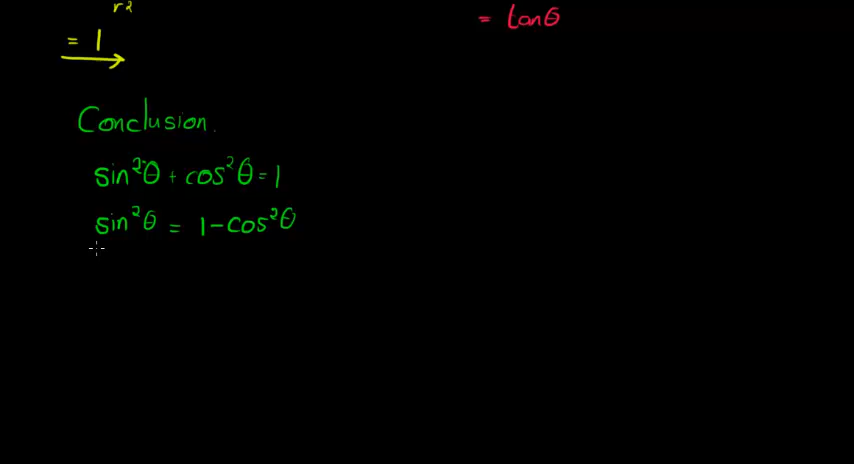 r²
= 1
= tanθ
Conclusion.
sin²θ + cos²θ = 1
sin²θ = 1 - cos²θ